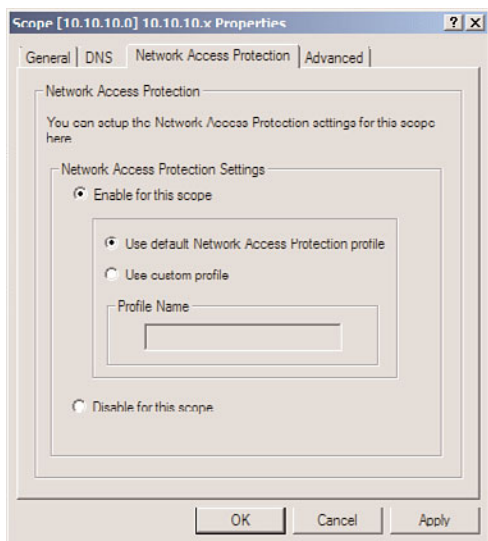 Scope [10.10.10.0] 10.10.10.x Properties
General DNS Network Access Protection Advanced
Network Access Protection
You can setup the Network Access Protection settings for this scope
here.
Network Access Protection Settings
Enable for this scope
Use default Network Access Protection profile
Use custom profile
Profile Name
Disable for this scope
OK Cancel Apply